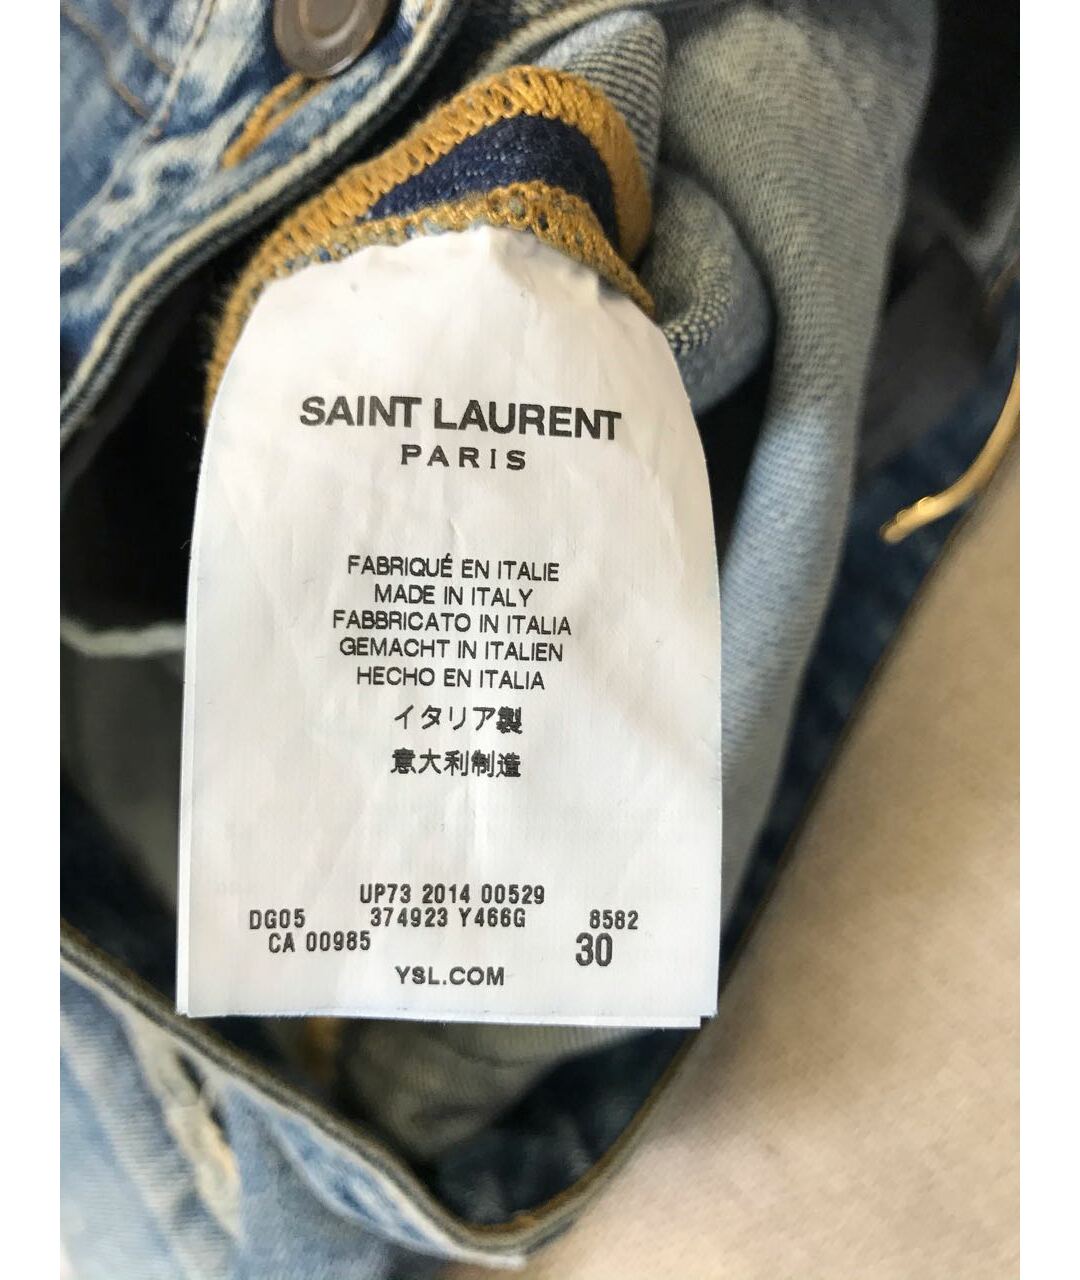 SAINT LAURENT
PARIS
FABRIQUÉ EN ITALIE
MADE IN ITALY
FABBRICATO IN ITALIA
GEMACHT IN ITALIEN
HECHO EN ITALIA
イタリア製
意大利制造
UP73 2014 00529
DG05 374923 Y466G 8582
CA 00985 30
YSL.COM